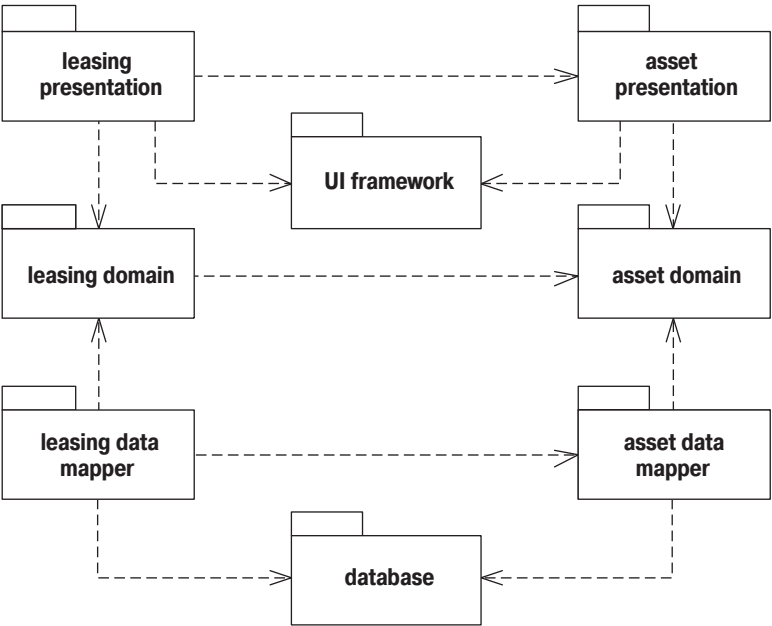 leasing
presentation
asset
presentation
UI framework
leasing domain
asset domain
leasing data
mapper
asset data
mapper
database